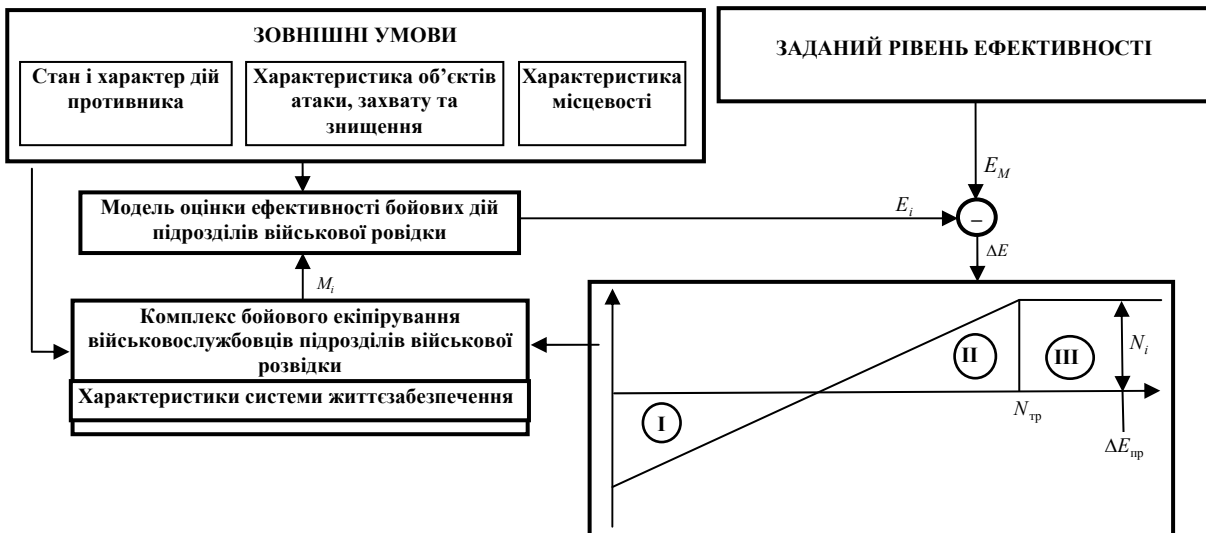 ЗОВНІШНІ УМОВИ
Стан і характер дій
противника
Характеристика об’єктів
атаки, захвату та
знищення
Характеристика
місцевості
ЗАДАНИЙ РІВЕНЬ ЕФЕКТИВНОСТІ
E_M
Модель оцінки ефективності бойових дій
підрозділів військової ровідки
E_i
–
ΔE
M_i
Комплекс бойового екіпірування
військовослужбовців підрозділів військової
розвідки
Характеристики системи життєзабезпечення
I
II
III
N_i
N_тр
ΔE_пр